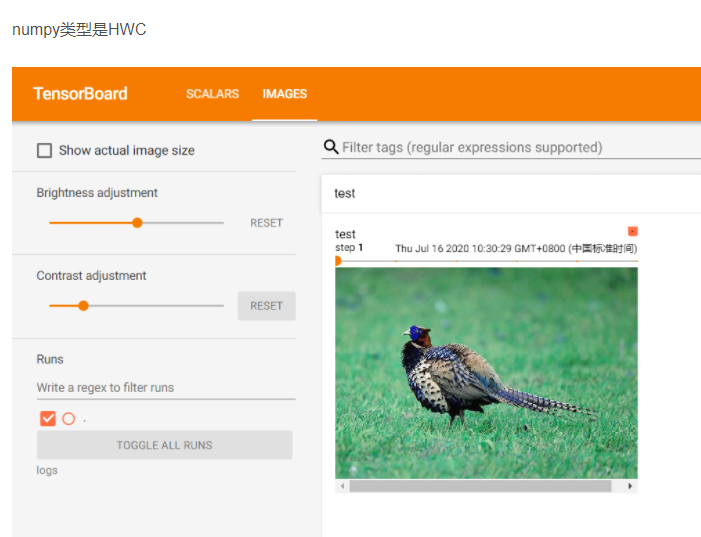 numpy类型是HWC
TensorBoard SCALARS IMAGES
Show actual image size
Filter tags (regular expressions supported)
Brightness adjustment
RESET
test
test
step 1 Thu Jul 16 2020 10:30:29 GMT+0800 (中国标准时间)
Contrast adjustment
RESET
Runs
Write a regex to filter runs
.
TOGGLE ALL RUNS
logs